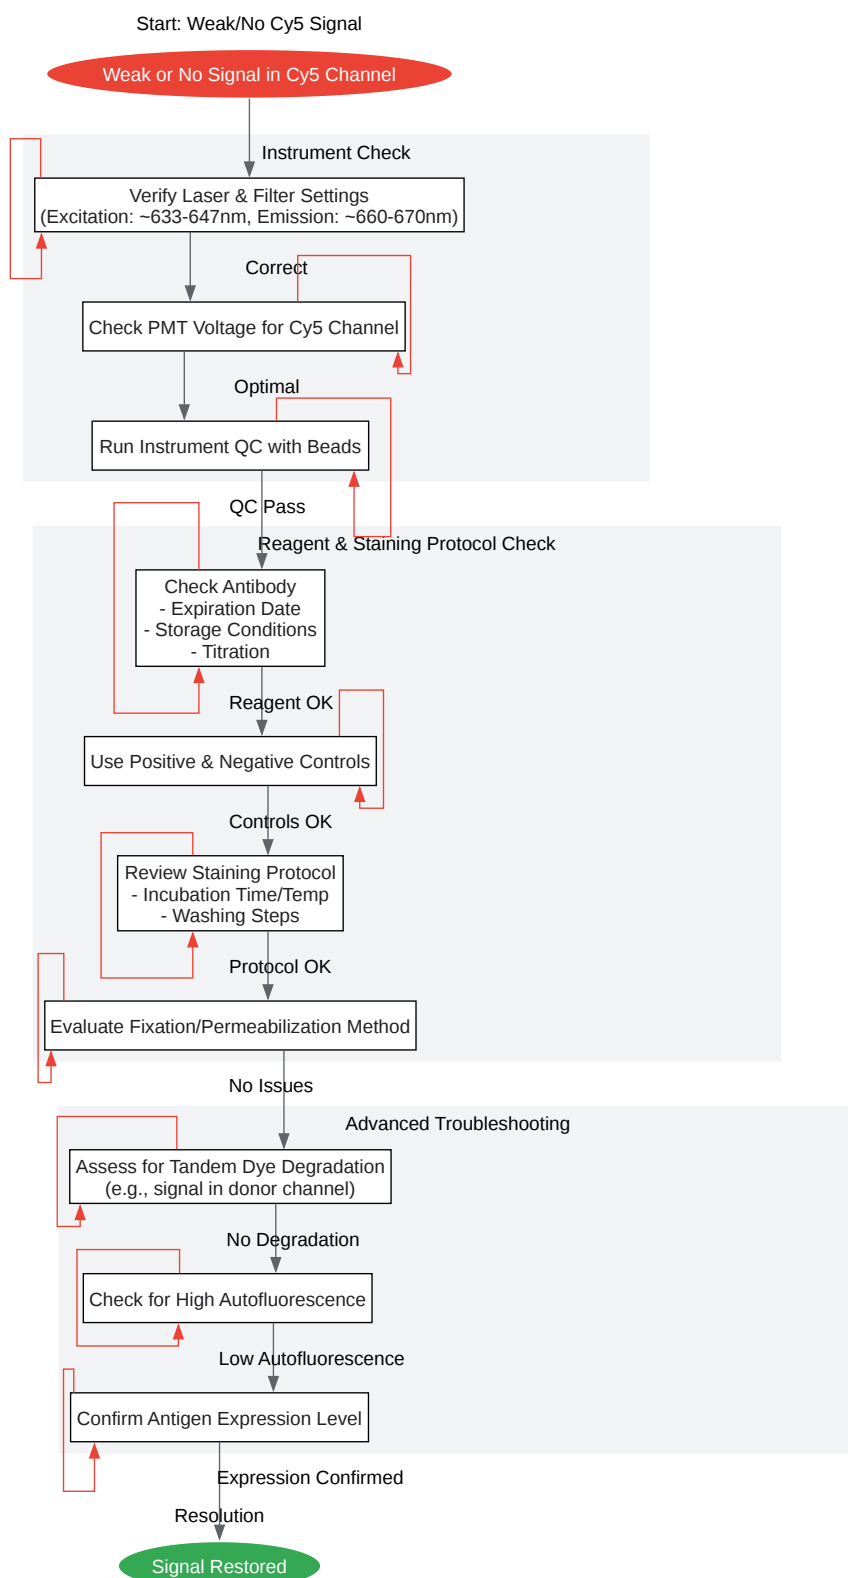 Start: Weak/No Cy5 Signal
Weak or No Signal in Cy5 Channel
Instrument Check
Verify Laser & Filter Settings
(Excitation: ~633-647nm, Emission: ~660-670nm)
Correct
Check PMT Voltage for Cy5 Channel
Optimal
Run Instrument QC with Beads
QC Pass
Reagent & Staining Protocol Check
Check Antibody
- Expiration Date
- Storage Conditions
- Titration
Reagent OK
Use Positive & Negative Controls
Controls OK
Review Staining Protocol
- Incubation Time/Temp
- Washing Steps
Protocol OK
Evaluate Fixation/Permeabilization Method
No Issues
Advanced Troubleshooting
Assess for Tandem Dye Degradation
(e.g., signal in donor channel)
No Degradation
Check for High Autofluorescence
Low Autofluorescence
Confirm Antigen Expression Level
Expression Confirmed
Resolution
Signal Restored